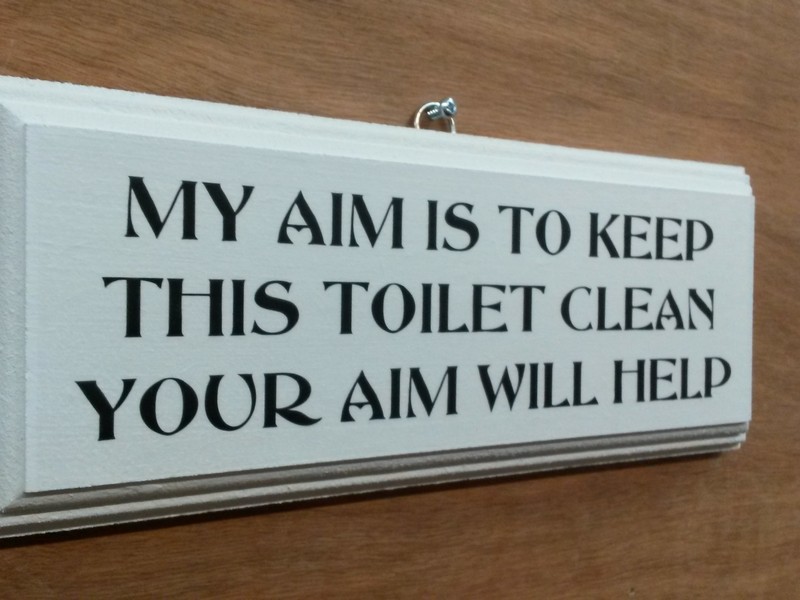 MY AIM IS TO KEEP
THIS TOILET CLEAN
YOUR AIM WILL HELP